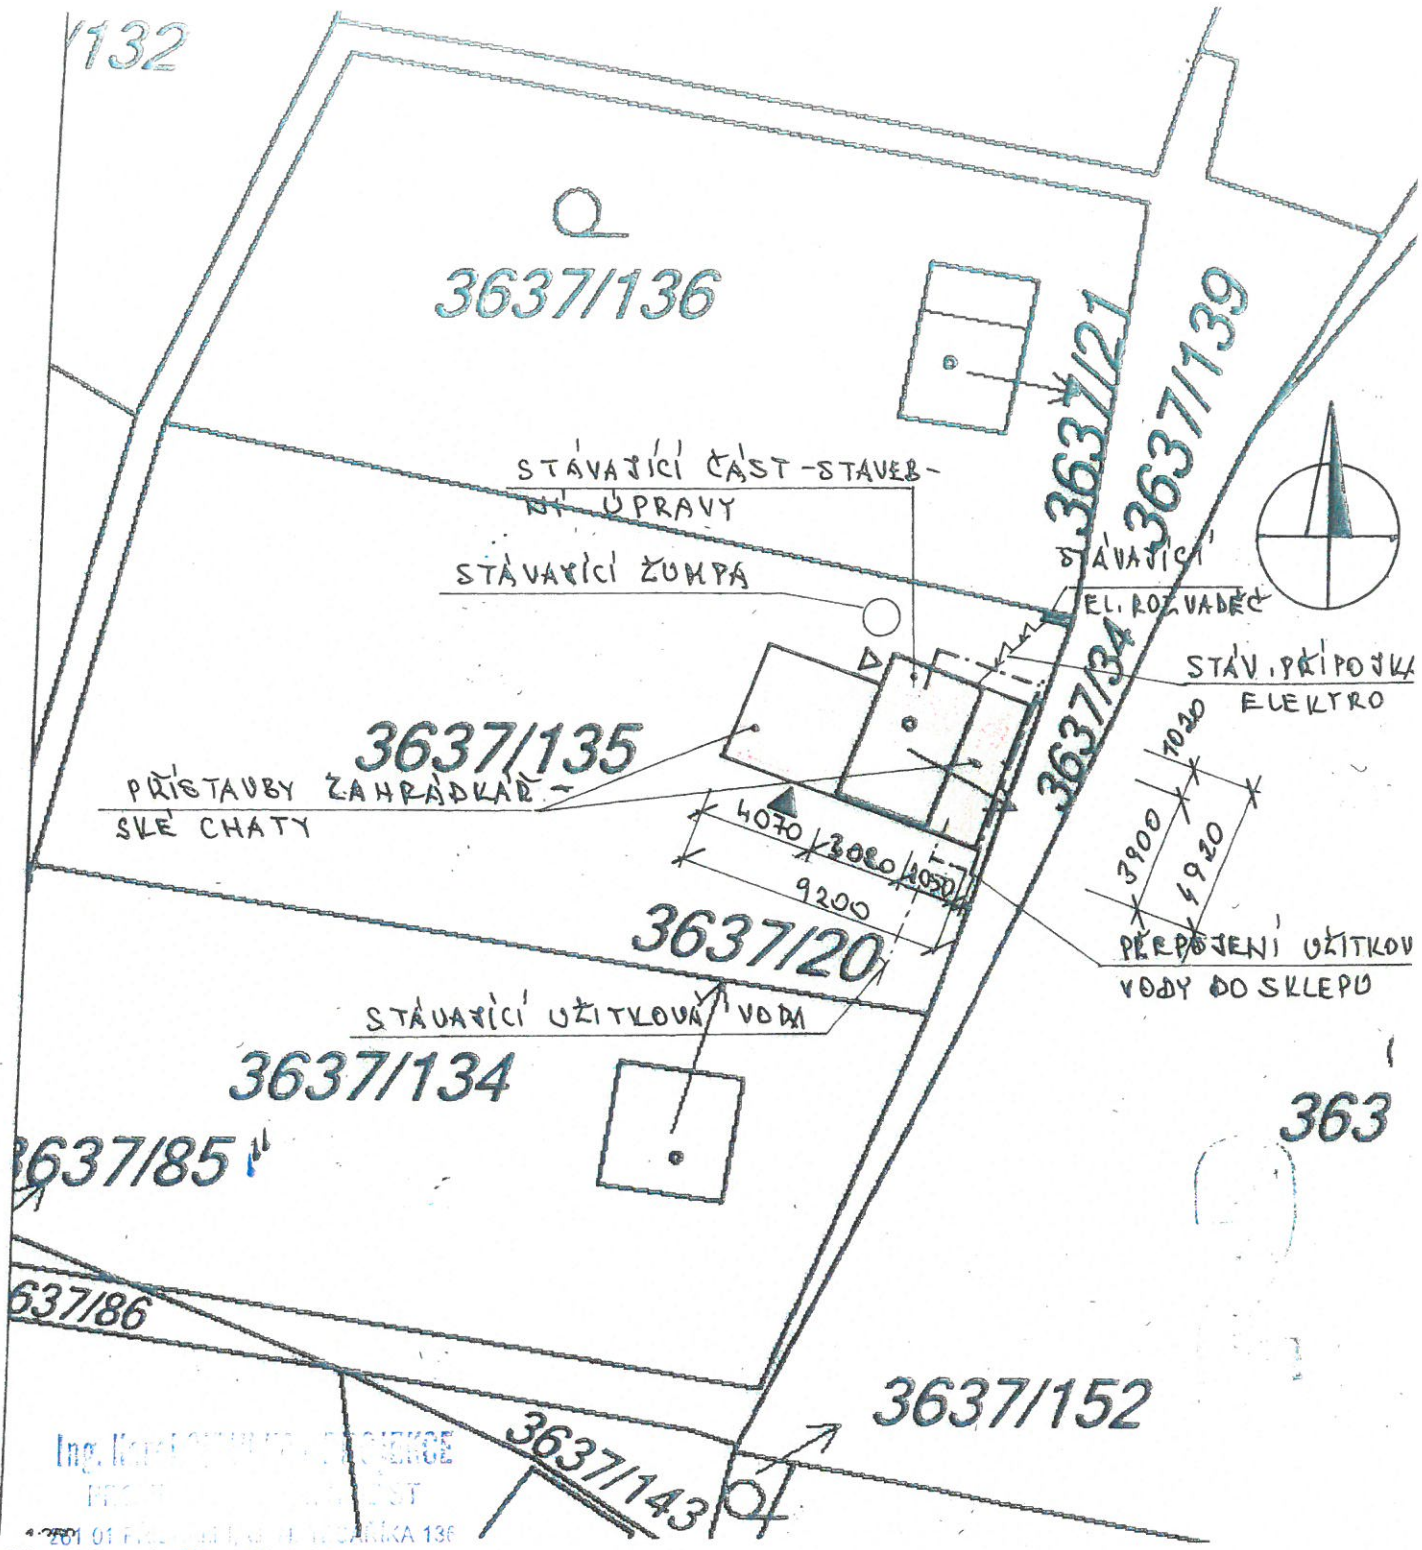 /132
3637/136
3637/21
3637/139
STÁVAJÍCÍ ČÁST - STAVEB-
NÍ ÚPRAVY
STÁVAJÍCÍ ŽUMPA
STÁVAJÍCÍ
EL. ROZVADĚČ
3637/34
STÁV. PŘÍPOJKA
ELEKTRO
3637/135
PŘÍSTAVBY ZAHRÁDKÁŘ-
SKÉ CHATY
1020
3900
4920
4070
3080
1050
9200
3637/20
PŘEPOJENÍ UŽITKOV
VODY DO SKLEPU
STÁVAJÍCÍ UŽITKOVÁ VODA
3637/134
363
3637/85
637/86
3637/152
3637/143
Ing.
261 01
136